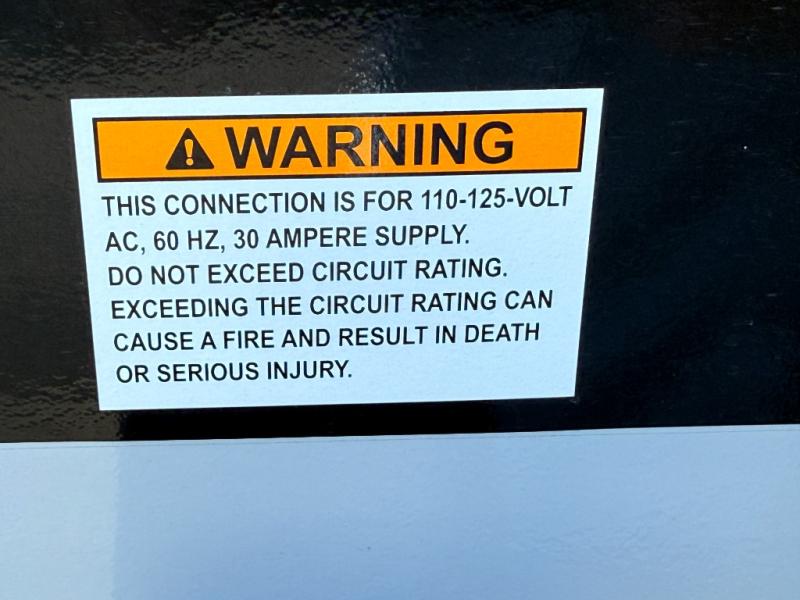 WARNING
THIS CONNECTION IS FOR 110-125-VOLT
AC, 60 HZ, 30 AMPERE SUPPLY.
DO NOT EXCEED CIRCUIT RATING.
EXCEEDING THE CIRCUIT RATING CAN
CAUSE A FIRE AND RESULT IN DEATH
OR SERIOUS INJURY.